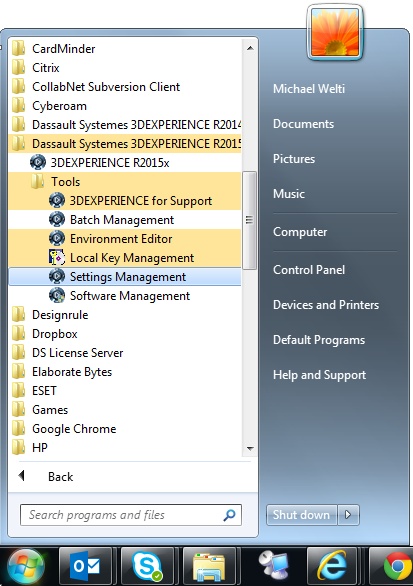 CardMinder
Citrix
CollabNet Subversion Client
Cyberoam
Dassault Systemes 3DEXPERIENCE R2014
Dassault Systemes 3DEXPERIENCE R2015
3DEXPERIENCE R2015x
Tools
3DEXPERIENCE for Support
Batch Management
Environment Editor
Local Key Management
Settings Management
Software Management
Designrule
Dropbox
DS License Server
Elaborate Bytes
ESET
Games
Google Chrome
HP
Back
Search programs and files
Michael Welti
Documents
Pictures
Music
Computer
Control Panel
Devices and Printers
Default Programs
Help and Support
Shut down